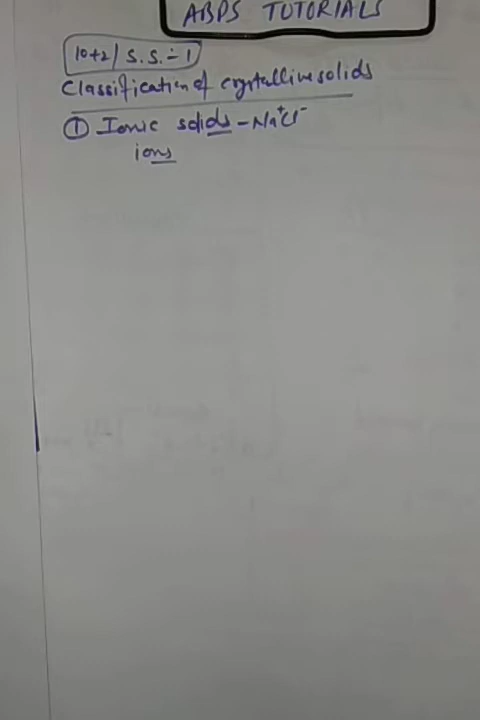 ABPS TUTORIALS
10+2/ S.S.-1
Classification of crystalline solids
① Ionic solids - Na⁺Cl⁻
ions